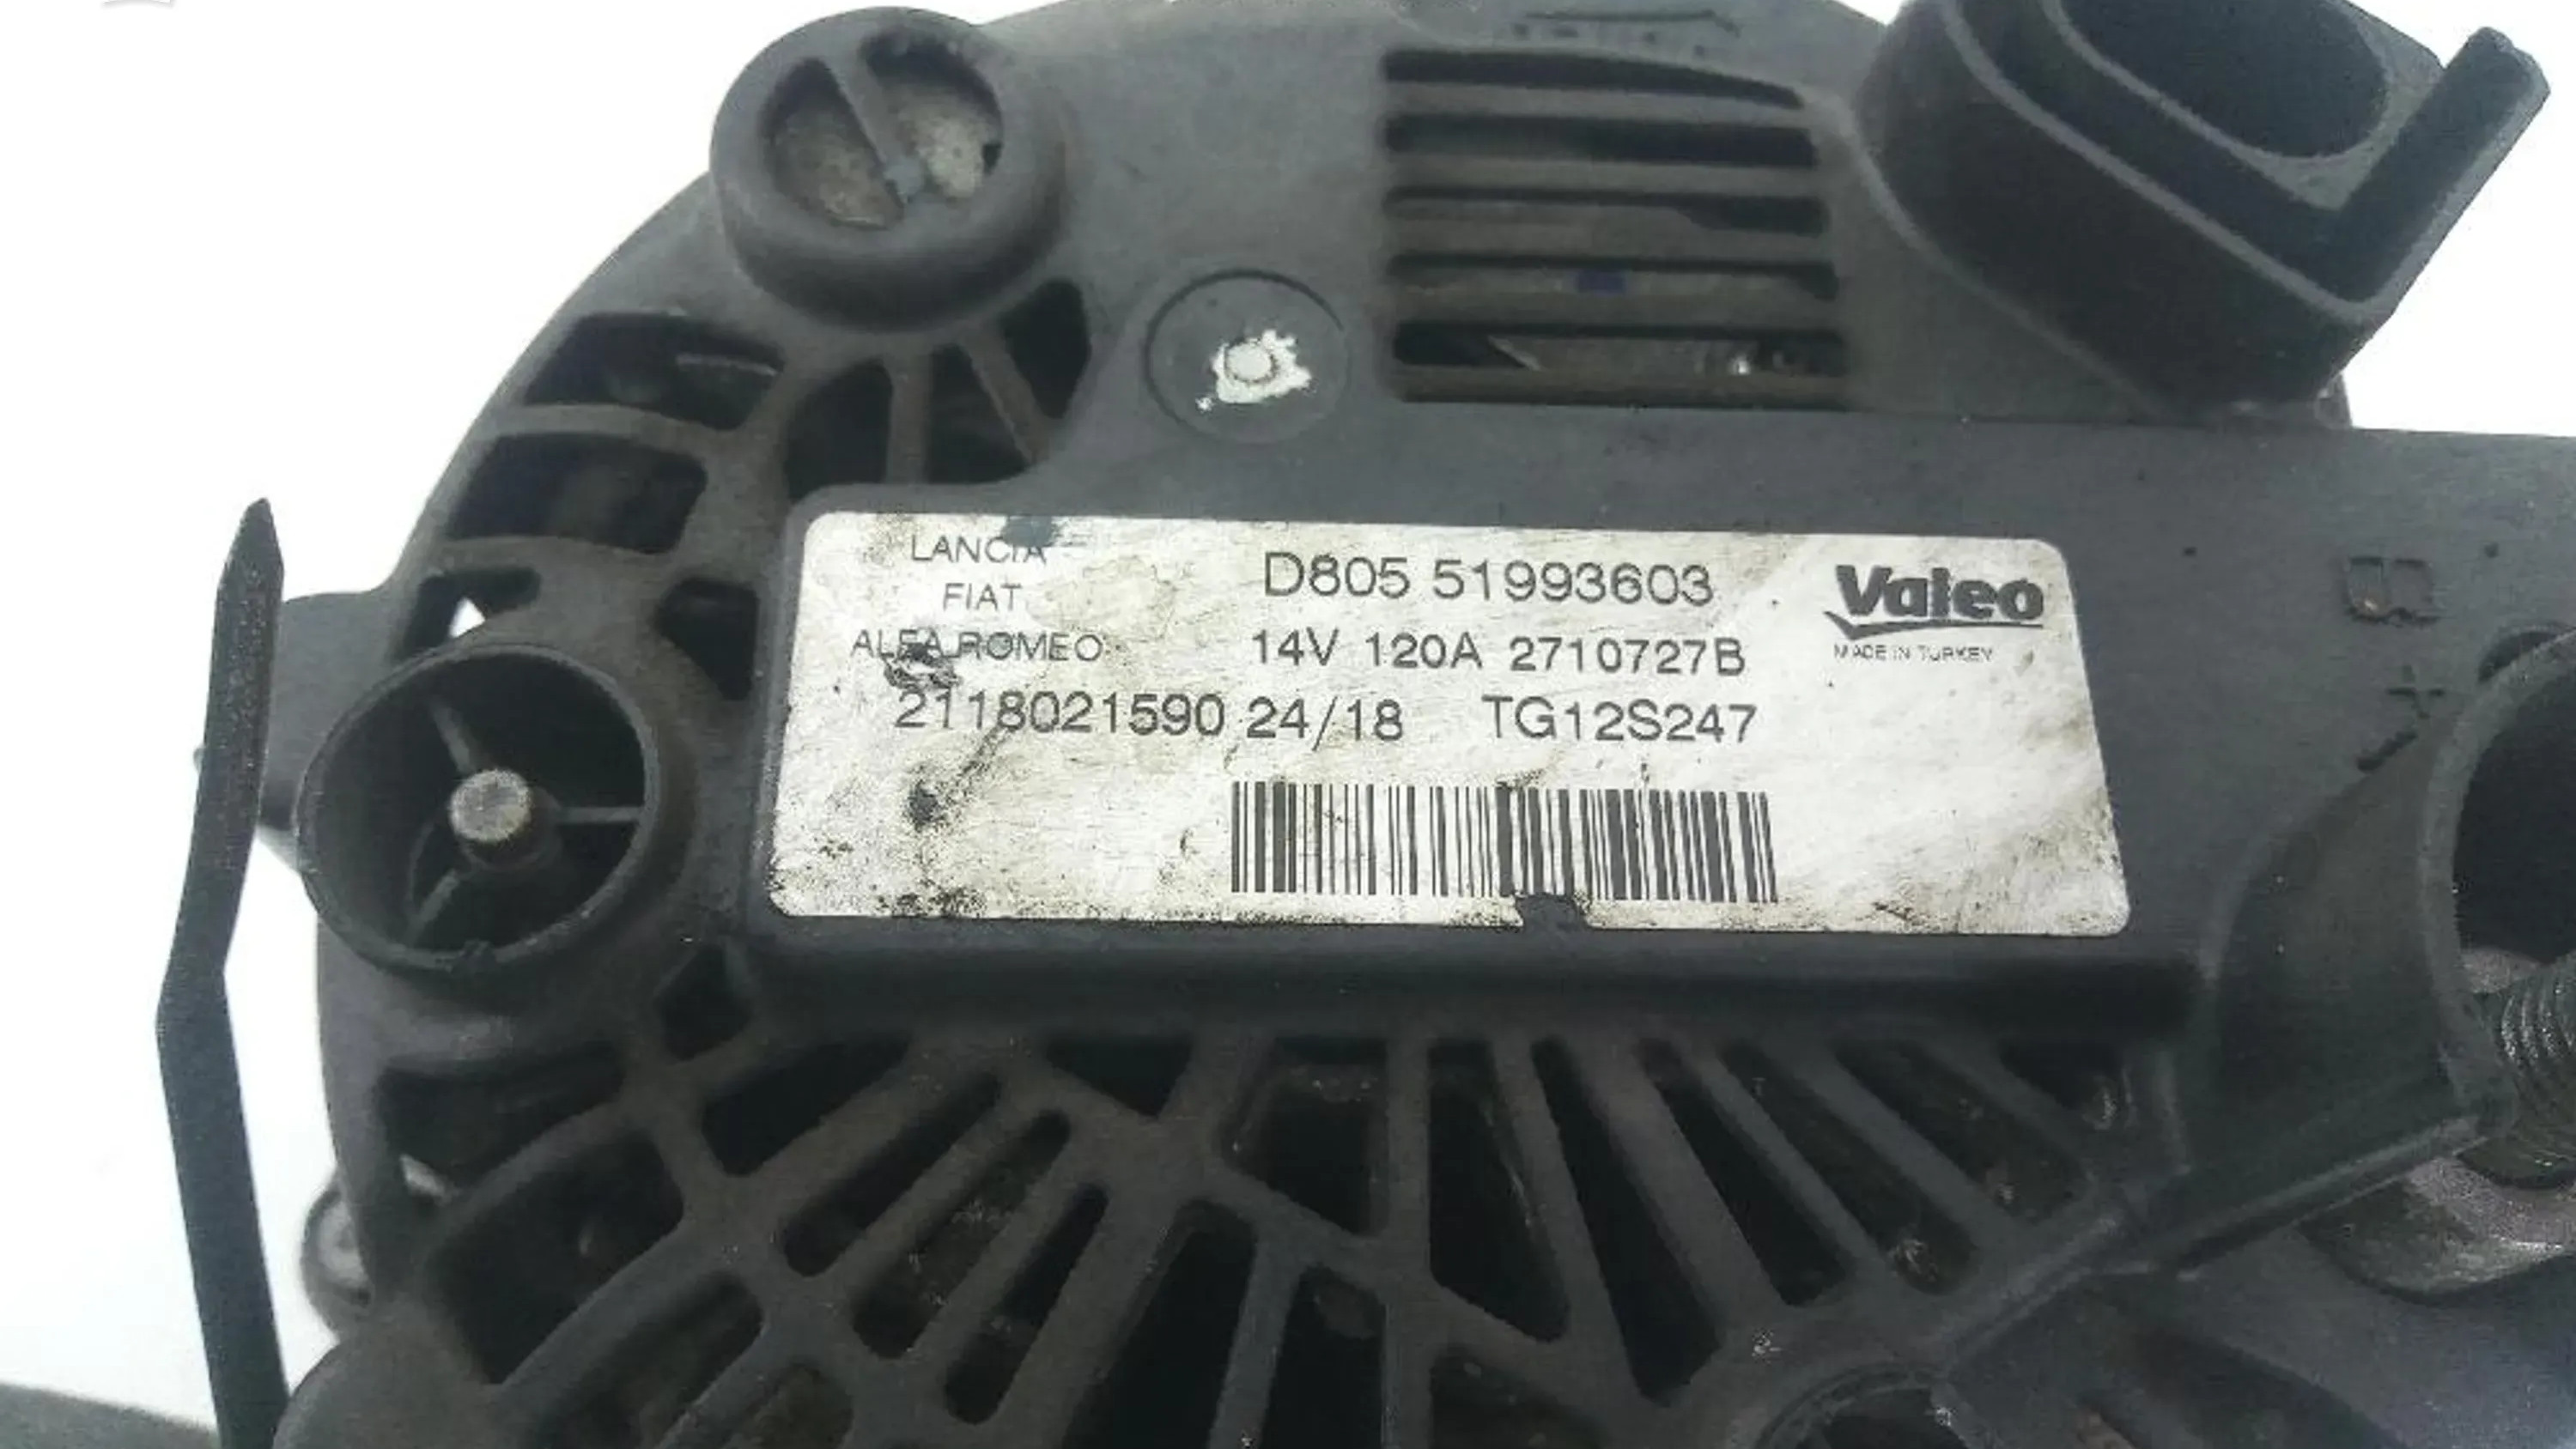 LANCIA
FIAT
ALFA ROMEO
D805 51993603
14V 120A 2710727B
2118021590 24/18 TG12S247
Valeo
MADE IN TURKEY
B
+